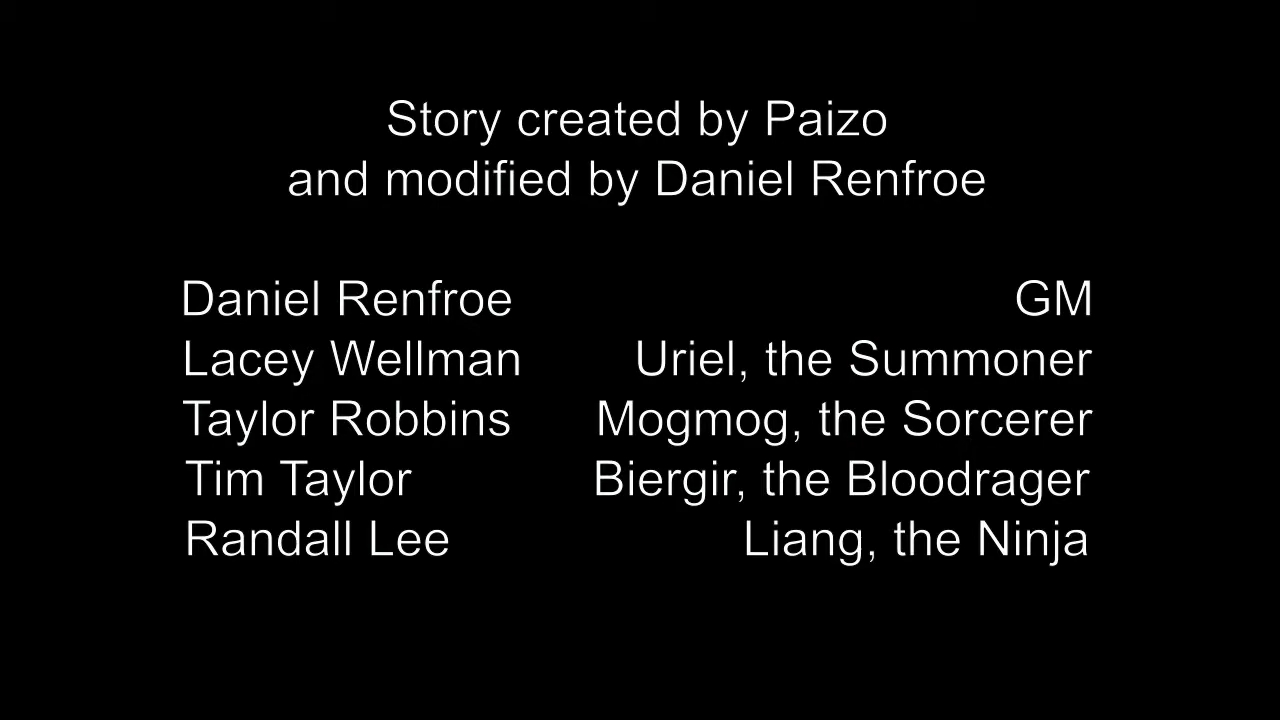 Story created by Paizo
and modified by Daniel Renfroe
Daniel Renfroe GM
Lacey Wellman Uriel, the Summoner
Taylor Robbins Mogmog, the Sorcerer
Tim Taylor Biergir, the Bloodrager
Randall Lee Liang, the Ninja